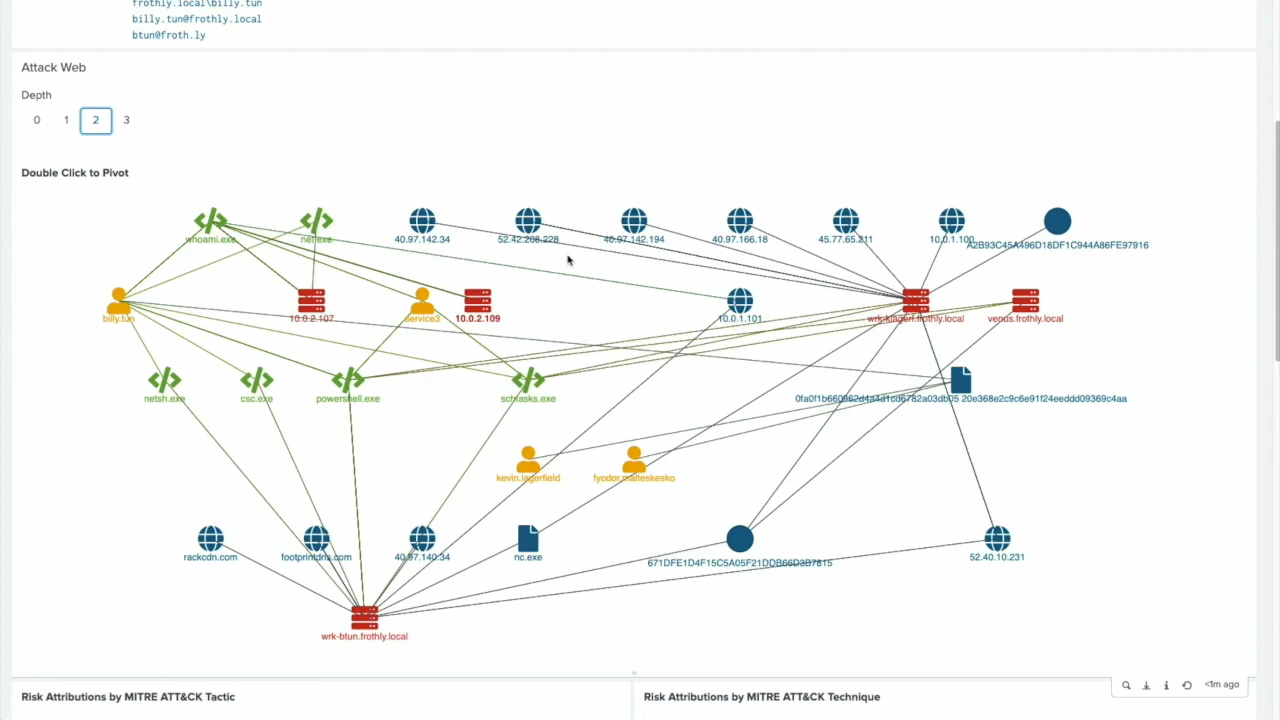 frothly.local\billy.tun
billy.tun@frothly.local
btun@froth.ly
Attack Web
Depth
0 1 2 3
Double Click to Pivot
whoami.exe net.exe 40.97.142.34 52.42.208.228 40.97.142.194 40.97.166.18 45.77.65.211 10.0.1.100 A2B93C45A496D18DF1C944A86FE97916
billy.tun 10.0.2.107 service3 10.0.2.109 10.0.1.101 wrk-klagerf.frothly.local venus.frothly.local
netsh.exe csc.exe powershell.exe schtasks.exe
kevin.lagerfield fyodor.malteskesko
rackcdn.com footprintdns.com 40.97.140.34 nc.exe 671DFE1D4F15C5A05F21DDB66D3B7815 52.40.10.231
wrk-btun.frothly.local
Risk Attributions by MITRE ATT&CK Tactic Risk Attributions by MITRE ATT&CK Technique
<1m ago